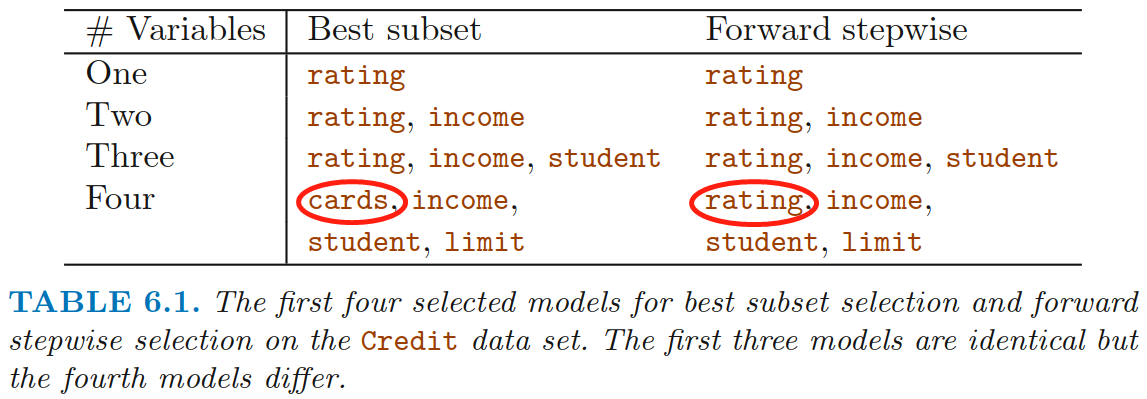 # Variables Best subset Forward stepwise
One rating rating
Two rating, income rating, income
Three rating, income, student rating, income, student
Four cards, income, rating, income,
student, limit student, limit
TABLE 6.1. The first four selected models for best subset selection and forward
stepwise selection on the Credit data set. The first three models are identical but
the fourth models differ.